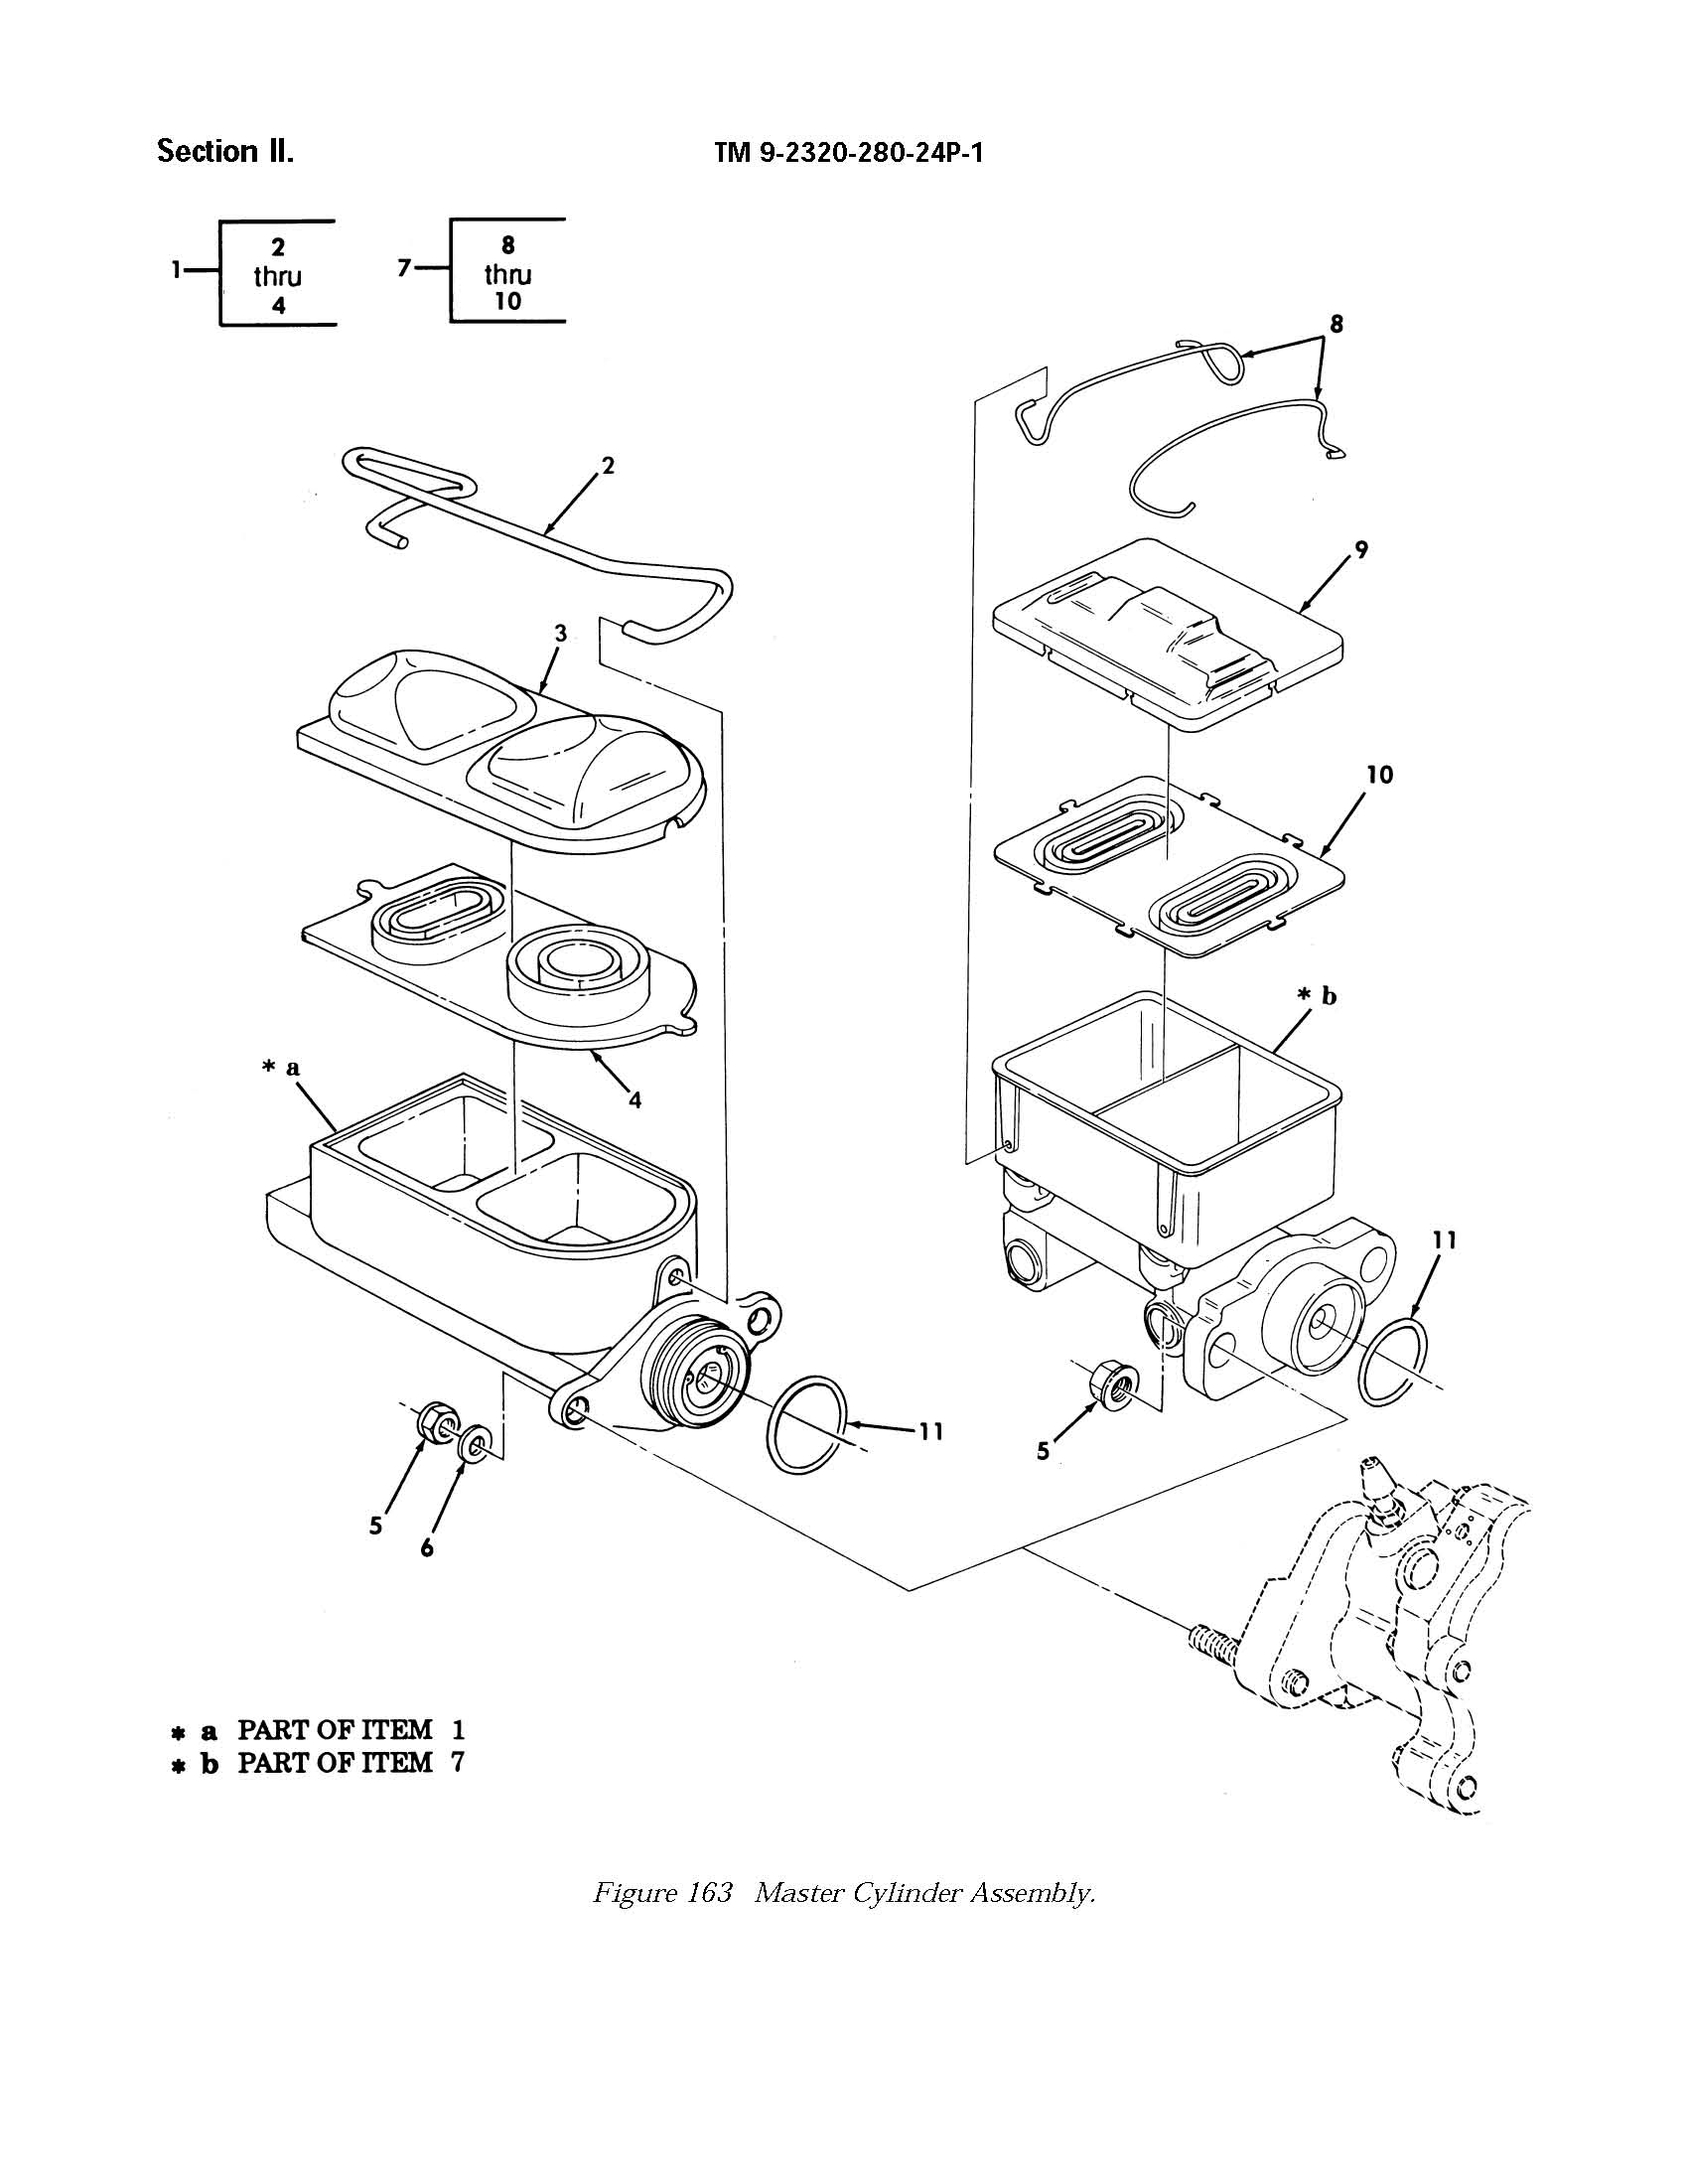 Section II.
TM 9-2320-280-24P-1
1
2
thru
4
7
8
thru
10
8
2
9
3
10
* b
* a
4
11
11
5
5
6
* a PART OF ITEM 1
* b PART OF ITEM 7
Figure 163 Master Cylinder Assembly.